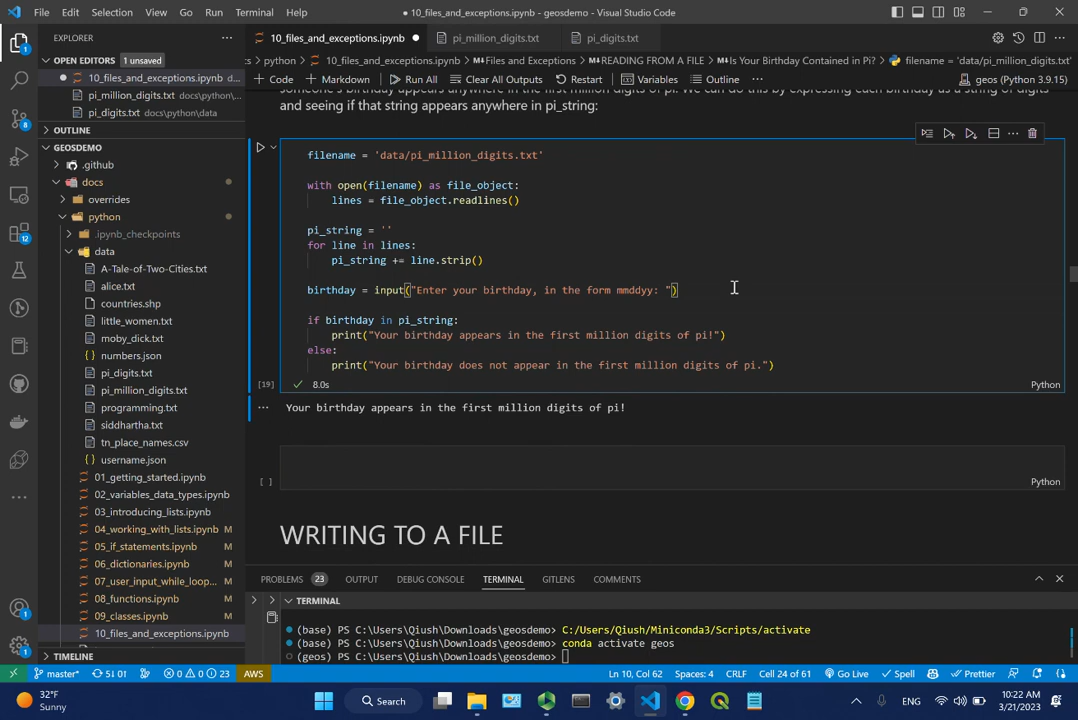 File Edit Selection View Go Run Terminal Help
● 10_files_and_exceptions.ipynb - geosdemo - Visual Studio Code
EXPLORER
OPEN EDITORS 1 unsaved
10_files_and_exceptions.ipynb d...
pi_million_digits.txt docs\python\...
pi_digits.txt docs\python\data
OUTLINE
GEOSDEMO
.github
docs
overrides
python
.ipynb_checkpoints
data
A-Tale-of-Two-Cities.txt
alice.txt
countries.shp
little_women.txt
moby_dick.txt
numbers.json
pi_digits.txt
pi_million_digits.txt
programming.txt
siddhartha.txt
tn_place_names.csv
username.json
01_getting_started.ipynb
02_variables_data_types.ipynb
03_introducing_lists.ipynb
04_working_with_lists.ipynb M
05_if_statements.ipynb M
06_dictionaries.ipynb M
07_user_input_while_loop... M
08_functions.ipynb M
09_classes.ipynb M
10_files_and_exceptions.ipynb
TIMELINE
10_files_and_exceptions.ipynb ● pi_million_digits.txt pi_digits.txt
cs > python > 10_files_and_exceptions.ipynb > Files and Exceptions > READING FROM A FILE > Is Your Birthday Contained in Pi? > filename = 'data/pi_million_digits.txt'
+ Code + Markdown Run All Clear All Outputs Restart Variables Outline ... geos (Python 3.9.15)
someone's birthday appears anywhere in the first million digits of pi. We can do this by expressing each birthday as a string of digits
and seeing if that string appears anywhere in pi_string:
filename = 'data/pi_million_digits.txt'
with open(filename) as file_object:
lines = file_object.readlines()
pi_string = ''
for line in lines:
pi_string += line.strip()
birthday = input("Enter your birthday, in the form mmddyy: ")
if birthday in pi_string:
print("Your birthday appears in the first million digits of pi!")
else:
print("Your birthday does not appear in the first million digits of pi.")
[19] 8.0s Python
Your birthday appears in the first million digits of pi!
[ ] Python
WRITING TO A FILE
PROBLEMS 23 OUTPUT DEBUG CONSOLE TERMINAL GITLENS COMMENTS
TERMINAL
(base) PS C:\Users\Qiush\Downloads\geosdemo> C:/Users/Qiush/Miniconda3/Scripts/activate
(base) PS C:\Users\Qiush\Downloads\geosdemo> conda activate geos
(geos) PS C:\Users\Qiush\Downloads\geosdemo>
1
8
12
1
1
master* 5↓ 0↑ 0 0 23 AWS Ln 10, Col 62 Spaces: 4 CRLF Cell 24 of 61 Go Live Spell Prettier
32°F
Sunny
Search
ENG
10:22 AM
3/21/2023